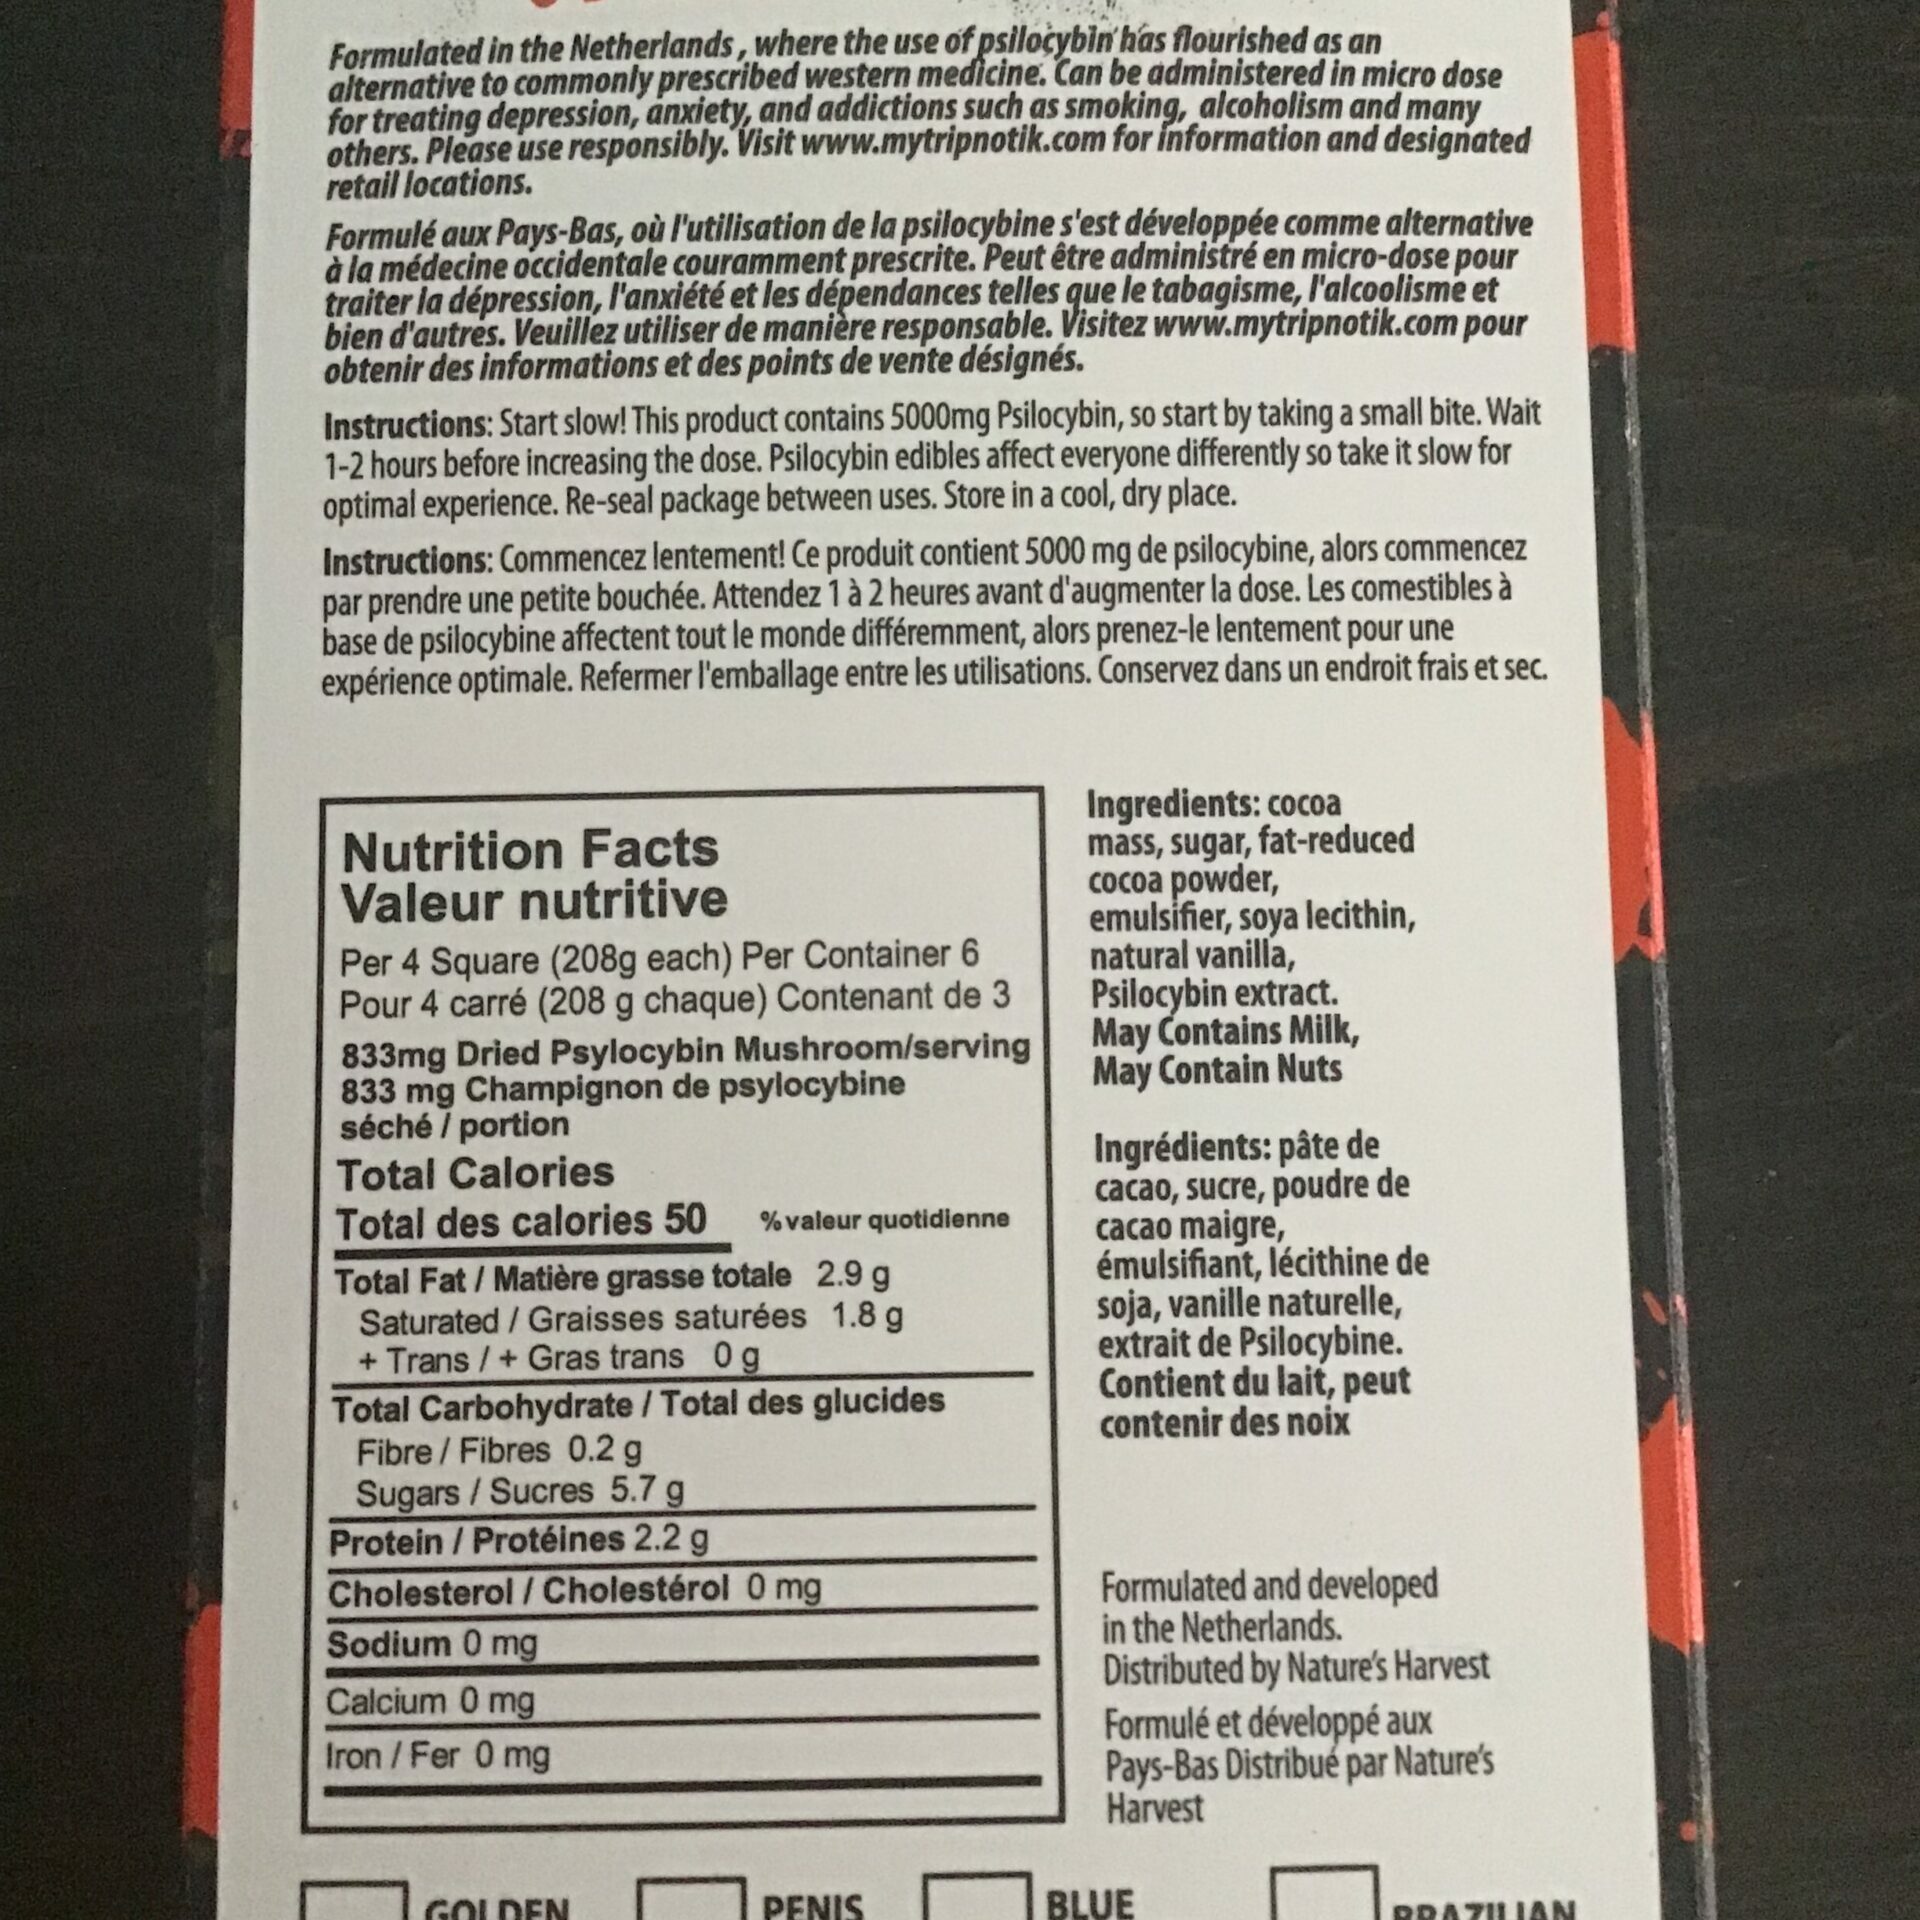 Formulated in the Netherlands, where the use of psilocybin has flourished as an
alternative to commonly prescribed western medicine. Can be administered in micro dose
for treating depression, anxiety, and addictions such as smoking, alcoholism and many
others. Please use responsibly. Visit www.mytripnotik.com for information and designated
retail locations.
Formulé aux Pays-Bas, où l'utilisation de la psilocybine s'est développée comme alternative
à la médecine occidentale couramment prescrite. Peut être administré en micro-dose pour
traiter la dépression, l'anxiété et les dépendances telles que le tabagisme, l'alcoolisme et
bien d'autres. Veuillez utiliser de manière responsable. Visitez www.mytripnotik.com pour
obtenir des informations et des points de vente désignés.
Instructions: Start slow! This product contains 5000mg Psilocybin, so start by taking a small bite. Wait
1-2 hours before increasing the dose. Psilocybin edibles affect everyone differently so take it slow for
optimal experience. Re-seal package between uses. Store in a cool, dry place.
Instructions: Commencez lentement! Ce produit contient 5000 mg de psilocybine, alors commencez
par prendre une petite bouchée. Attendez 1 à 2 heures avant d'augmenter la dose. Les comestibles à
base de psilocybine affectent tout le monde différemment, alors prenez-le lentement pour une
expérience optimale. Refermer l'emballage entre les utilisations. Conservez dans un endroit frais et sec.
Nutrition Facts
Valeur nutritive
Per 4 Square (208g each) Per Container 6
Pour 4 carré (208 g chaque) Contenant de 3
833mg Dried Psylocybin Mushroom/serving
833 mg Champignon de psylocybine
séché / portion
Total Calories
Total des calories 50 % valeur quotidienne
Total Fat / Matière grasse totale 2.9 g
Saturated / Graisses saturées 1.8 g
+ Trans / + Gras trans 0 g
Total Carbohydrate / Total des glucides
Fibre / Fibres 0.2 g
Sugars / Sucres 5.7 g
Protein / Protéines 2.2 g
Cholesterol / Cholestérol 0 mg
Sodium 0 mg
Calcium 0 mg
Iron / Fer 0 mg
Ingredients: cocoa
mass, sugar, fat-reduced
cocoa powder,
emulsifier, soya lecithin,
natural vanilla,
Psilocybin extract.
May Contains Milk,
May Contain Nuts
Ingrédients: pâte de
cacao, sucre, poudre de
cacao maigre,
émulsifiant, lécithine de
soja, vanille naturelle,
extrait de Psilocybine.
Contient du lait, peut
contenir des noix
Formulated and developed
in the Netherlands.
Distributed by Nature's Harvest
Formulé et développé aux
Pays-Bas Distribué par Nature's
Harvest
GOLDEN PENIS BLUE BRAZILIAN